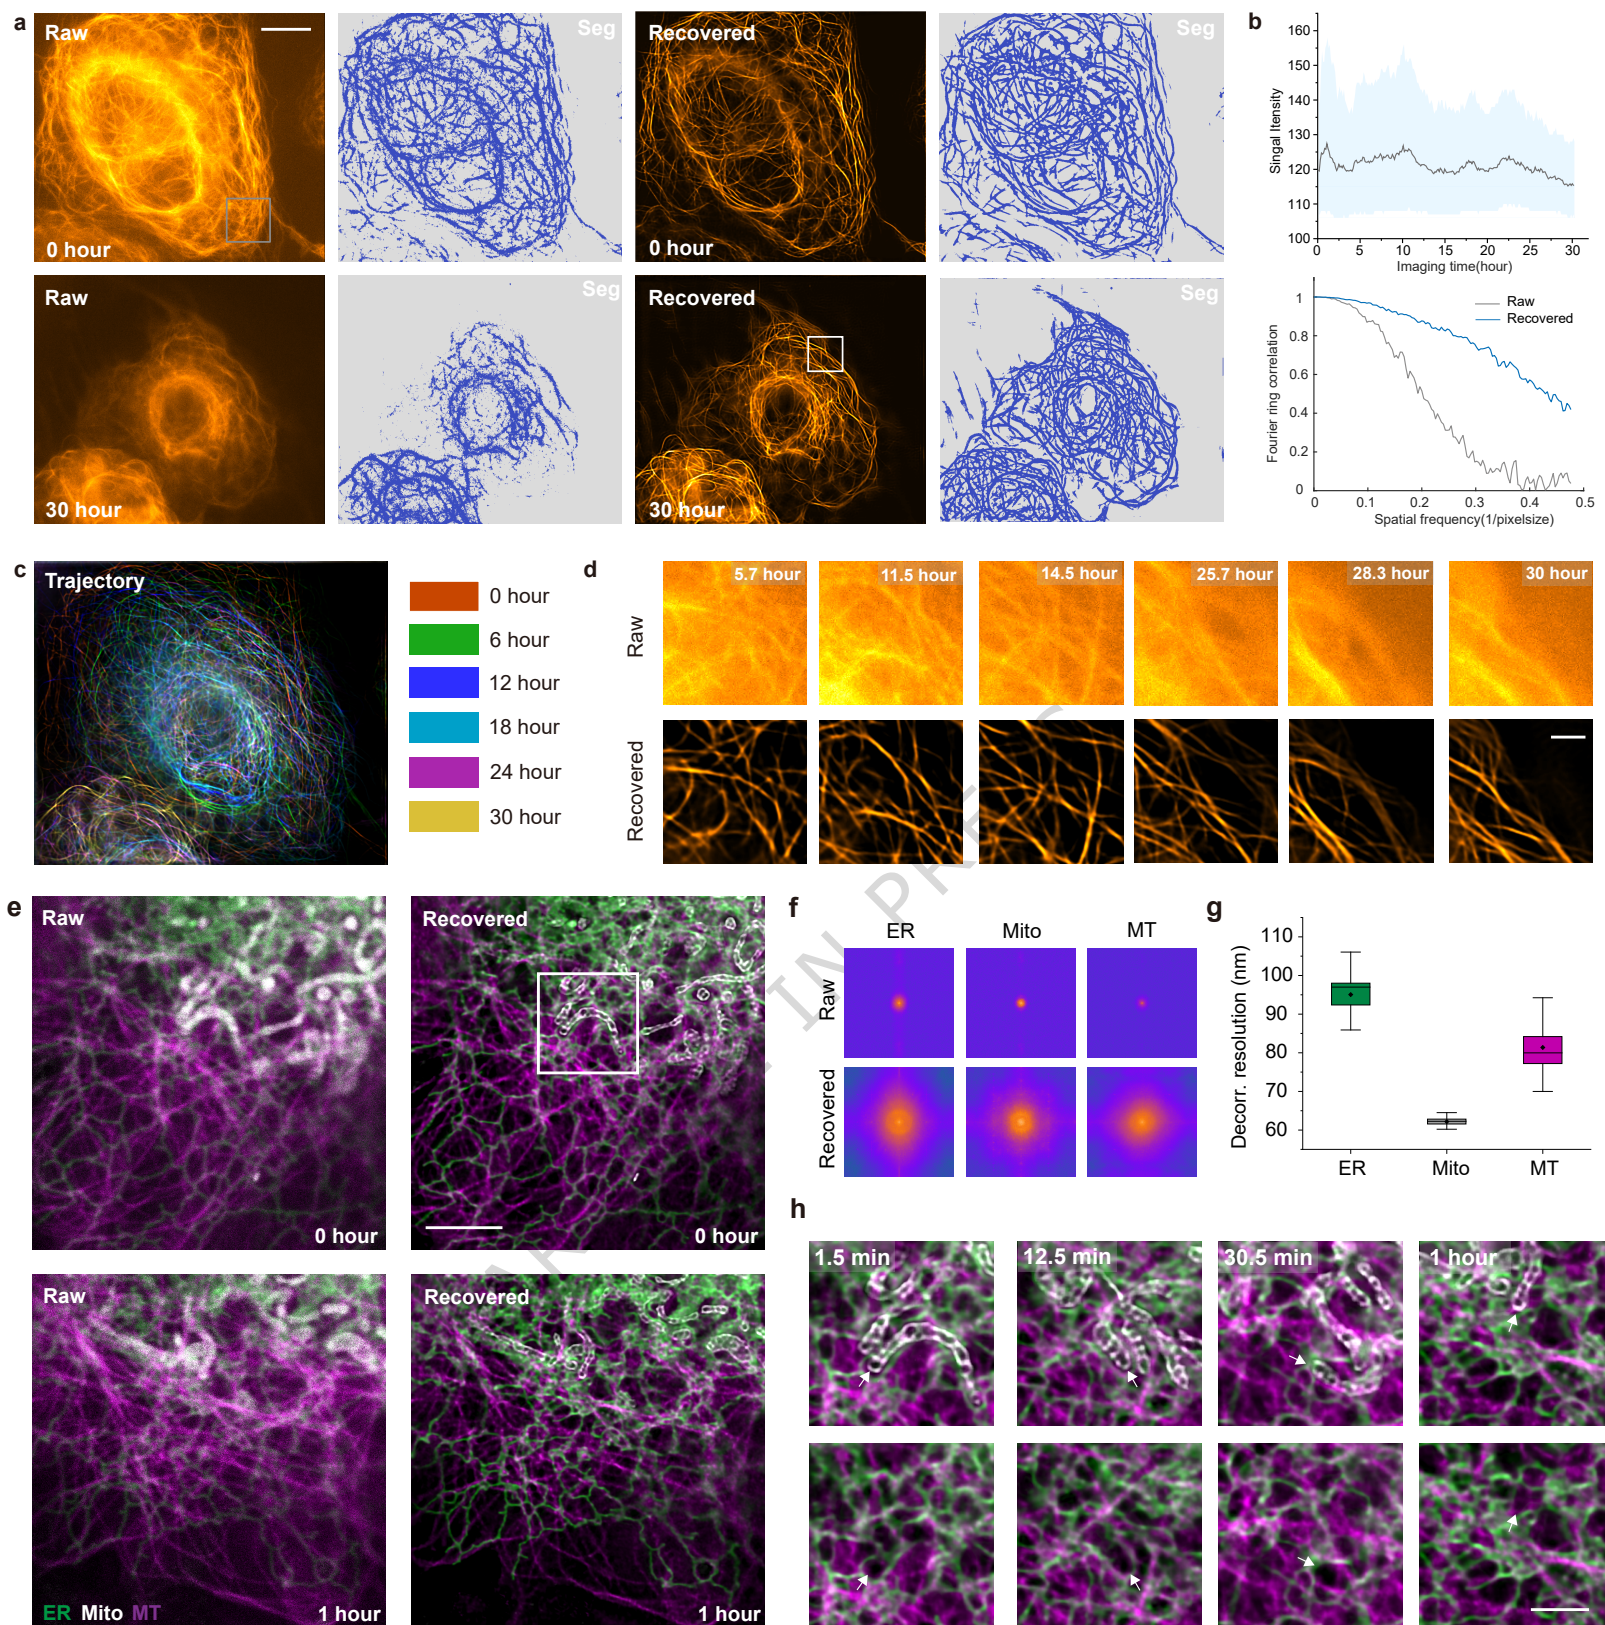 a
Raw
Seg
Recovered
Seg
0 hour
0 hour
Raw
Seg
Recovered
Seg
30 hour
30 hour
b
160
150
140
130
120
110
100
Singal Itensity
0
5
10
15
20
25
30
Imaging time(hour)
1
0.8
0.6
0.4
0.2
0
Fourier ring correlation
Raw
Recovered
0
0.1
0.2
0.3
0.4
0.5
Spatial frequency(1/pixelsize)
c
Trajectory
0 hour
6 hour
12 hour
18 hour
24 hour
30 hour
d
5.7 hour
11.5 hour
14.5 hour
25.7 hour
28.3 hour
30 hour
Raw
Recovered
e
Raw
Recovered
0 hour
0 hour
Raw
Recovered
ER Mito MT
1 hour
1 hour
f
ER
Mito
MT
Raw
Recovered
g
110
100
90
80
70
60
Decorr. resolution (nm)
ER
Mito
MT
h
1.5 min
12.5 min
30.5 min
1 hour
IN PRES